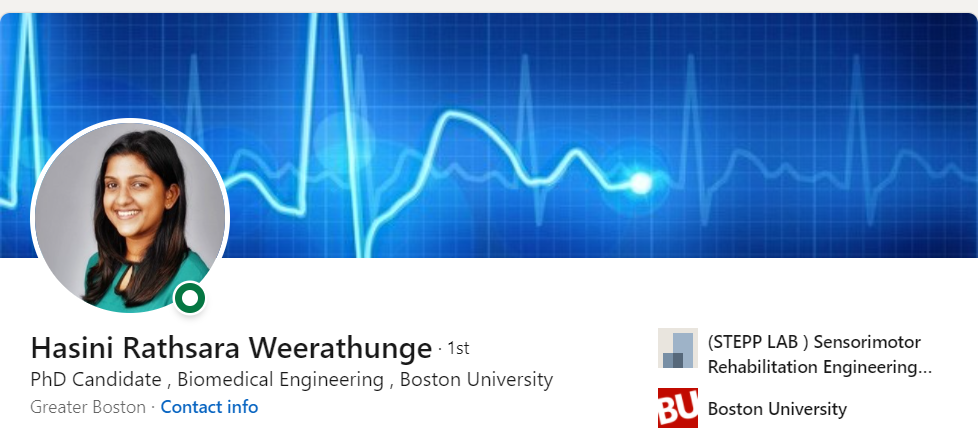 Hasini Rathsara Weerathunge · 1st
PhD Candidate , Biomedical Engineering , Boston University
Greater Boston · Contact info
(STEPP LAB ) Sensorimotor
Rehabilitation Engineering...
BU
Boston University